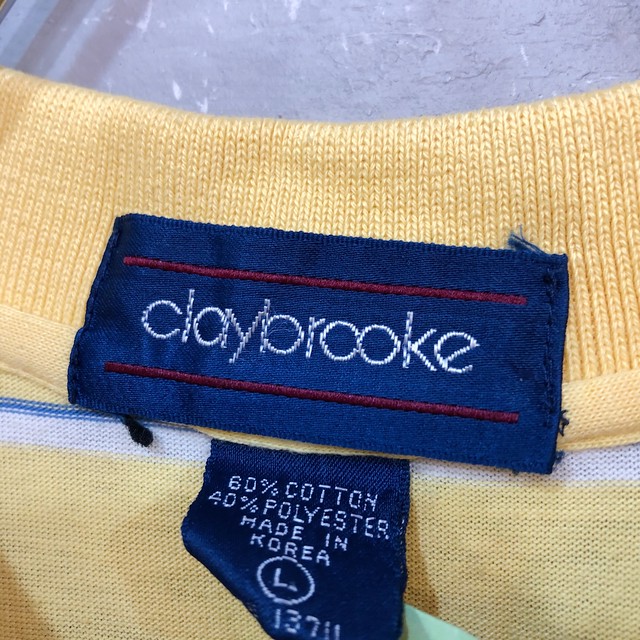 claybrooke
60% COTTON
40% POLYESTER
MADE IN
KOREA
L
13711